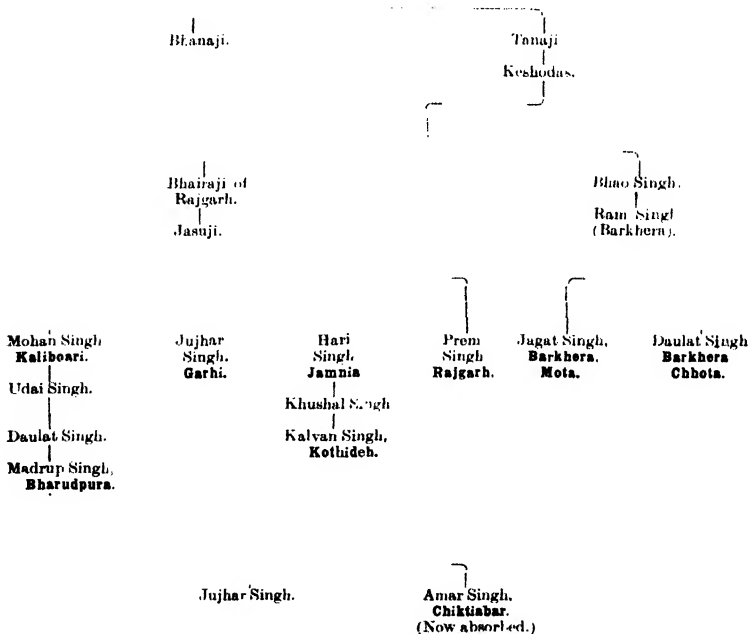 Bhanaji. Tanaji
Keshodas.
Bhairaji of Bhao Singh.
Rajgarh. Ram Singh
Jasuji. (Barkhera).
Mohan Singh Jujhar Hari Prem Jagat Singh, Daulat Singh
Kaliboari. Singh. Singh Singh Barkhera. Barkhera
Garhi. Jamnia Rajgarh. Mota. Chhota.
Udai Singh. Khushal Singh
Daulat Singh. Kalvan Singh,
Kothideh.
Madrup Singh,
Bharudpura.
Jujhar Singh. Amar Singh,
Chiktiabar.
(Now absorbed.)